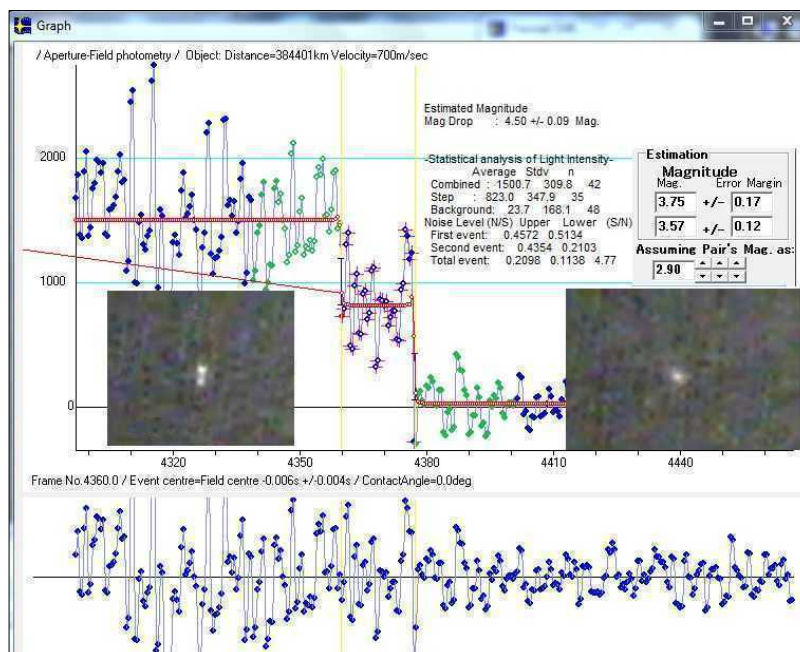 Graph
/ Aperture-Field photometry / Object: Distance=384401km Velocity=700m/sec
Estimated Magnitude
Mag Drop : 4.50 +/- 0.09 Mag.
-Statistical analysis of Light Intensity-
Average Stdv n
Combined : 1500.7 309.8 42
Step : 823.0 347.9 35
Background: 23.7 168.1 48
Noise Level (N/S) Upper Lower (S/N)
First event: 0.4572 0.5134
Second event: 0.4354 0.2103
Total event: 0.2098 0.1138 4.77
Estimation
Magnitude
Mag. Error Margin
3.75 +/- 0.17
3.57 +/- 0.12
Assuming Pair's Mag. as:
2.90
2000
1000
0
4320 4340 4360 4380 4413 4440
Frame No.4360.0 / Event centre=Field centre -0.006s +/-0.004s / ContactAngle=0.0deg